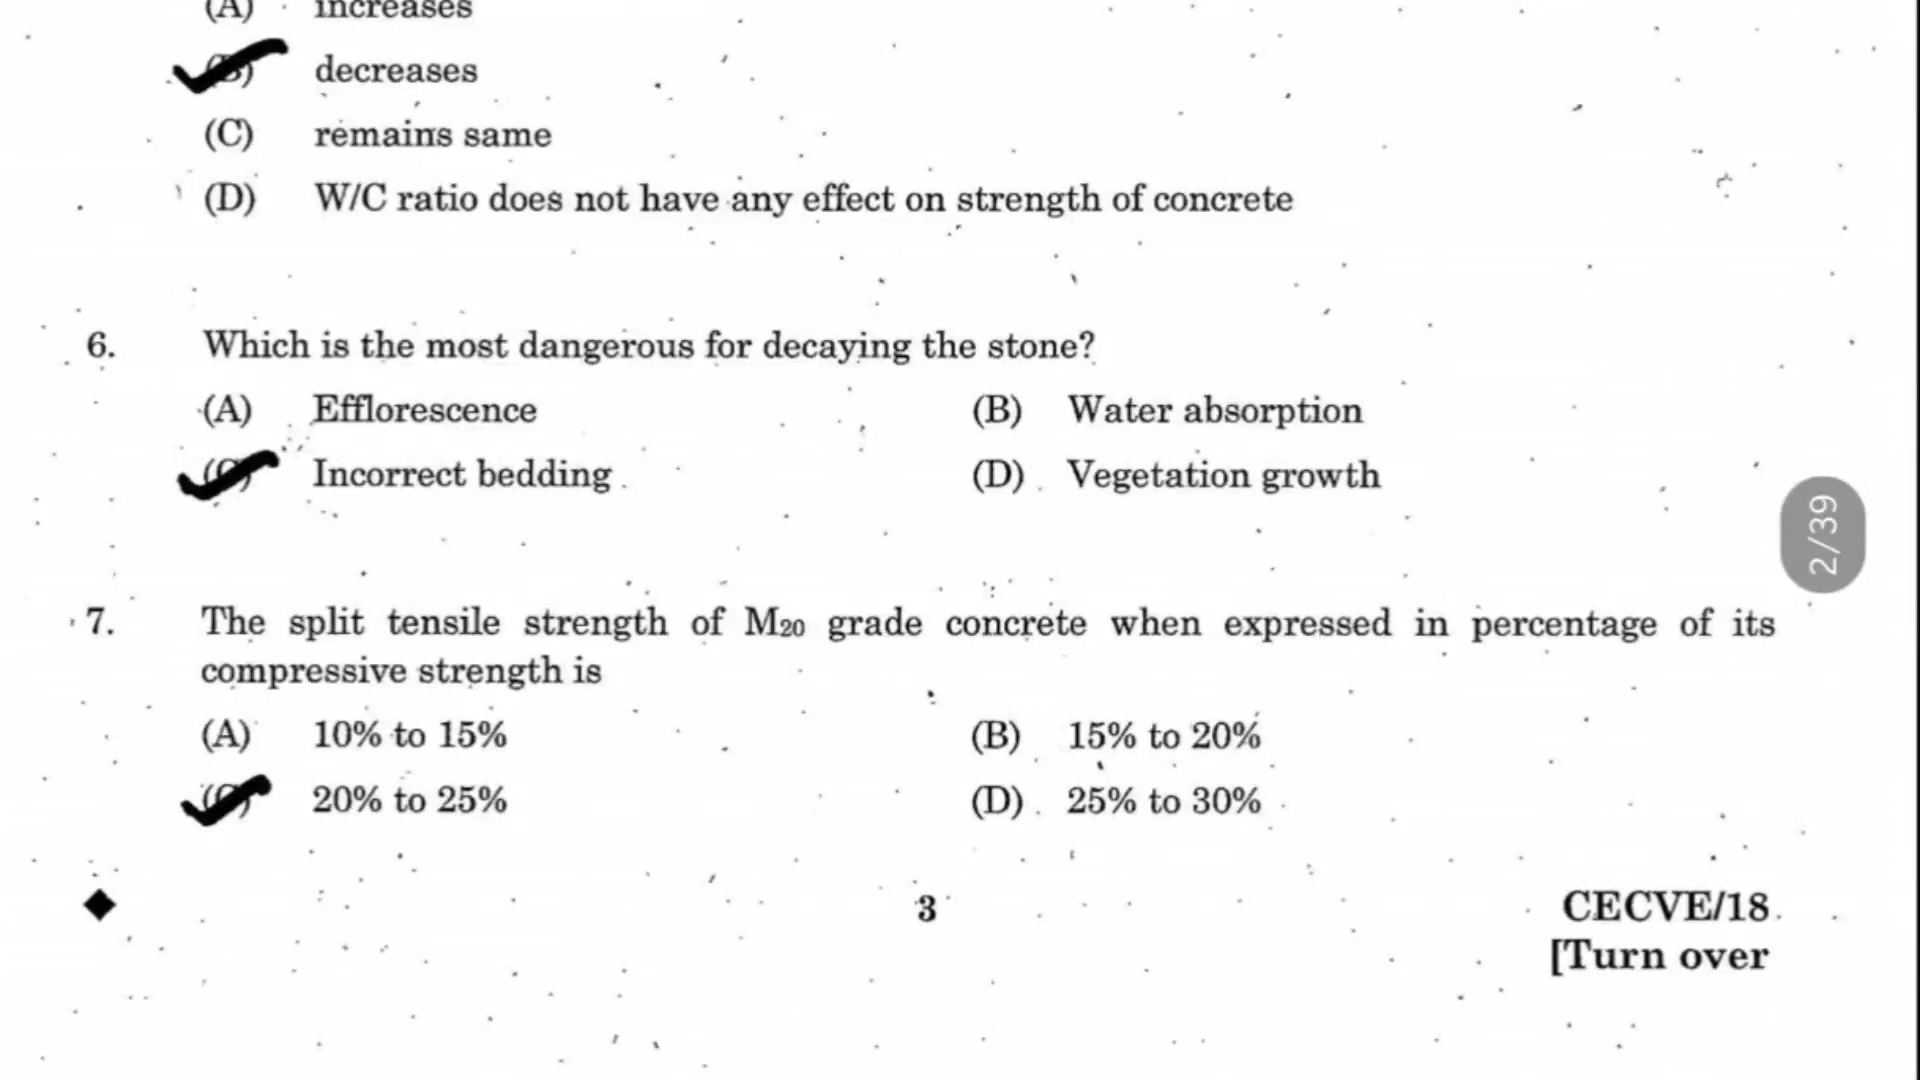 (A) increases
(B) decreases
(C) remains same
(D) W/C ratio does not have any effect on strength of concrete
6. Which is the most dangerous for decaying the stone?
(A) Efflorescence (B) Water absorption
(C) Incorrect bedding (D) Vegetation growth
7. The split tensile strength of M20 grade concrete when expressed in percentage of its
compressive strength is
(A) 10% to 15% (B) 15% to 20%
(C) 20% to 25% (D) 25% to 30%
3 CECVE/18
[Turn over
2/39